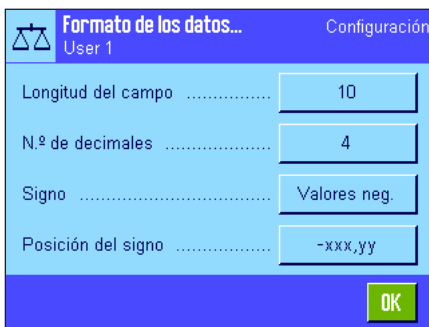 Formato de los datos... Configuración
User 1
Longitud del campo ................ 10
N.º de decimales .................... 4
Signo .................................... Valores neg.
Posición del signo .................. -xxx,yy
OK